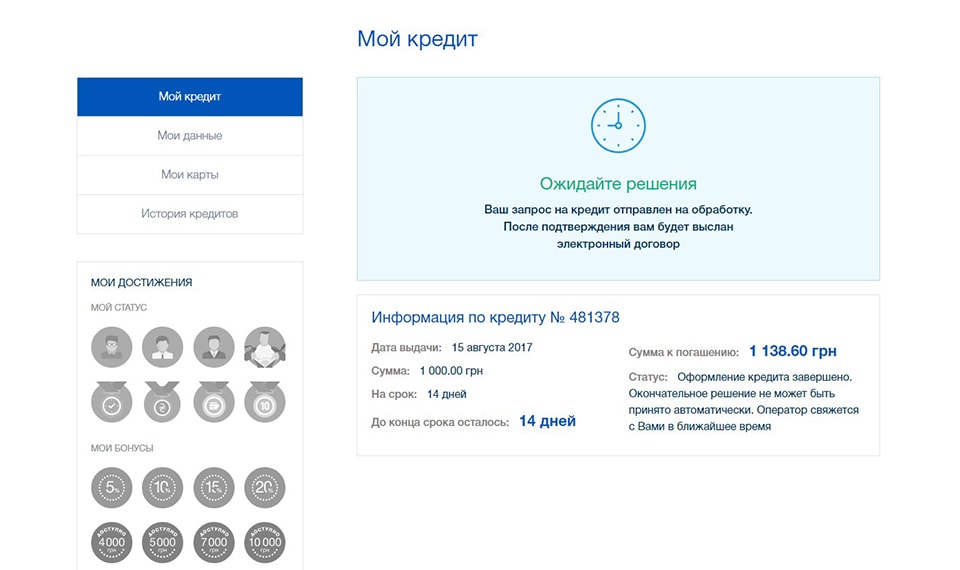 Мой кредит
Мой кредит
Мои данные
Мои карты
История кредитов
Ожидайте решения
Ваш запрос на кредит отправлен на обработку.
После подтверждения вам будет выслан
электронный договор
МОИ ДОСТИЖЕНИЯ
МОЙ СТАТУС
10
МОИ БОНУСЫ
5% 10% 15% 20%
ДОСТУПНО ДОСТУПНО ДОСТУПНО ДОСТУПНО
4000 5000 7000 10000
грн грн грн грн
Информация по кредиту № 481378
Дата выдачи: 15 августа 2017
Сумма: 1 000.00 грн
На срок: 14 дней
До конца срока осталось: 14 дней
Сумма к погашению: 1 138.60 грн
Статус: Оформление кредита завершено.
Окончательное решение не может быть
принято автоматически. Оператор свяжется
с Вами в ближайшее время